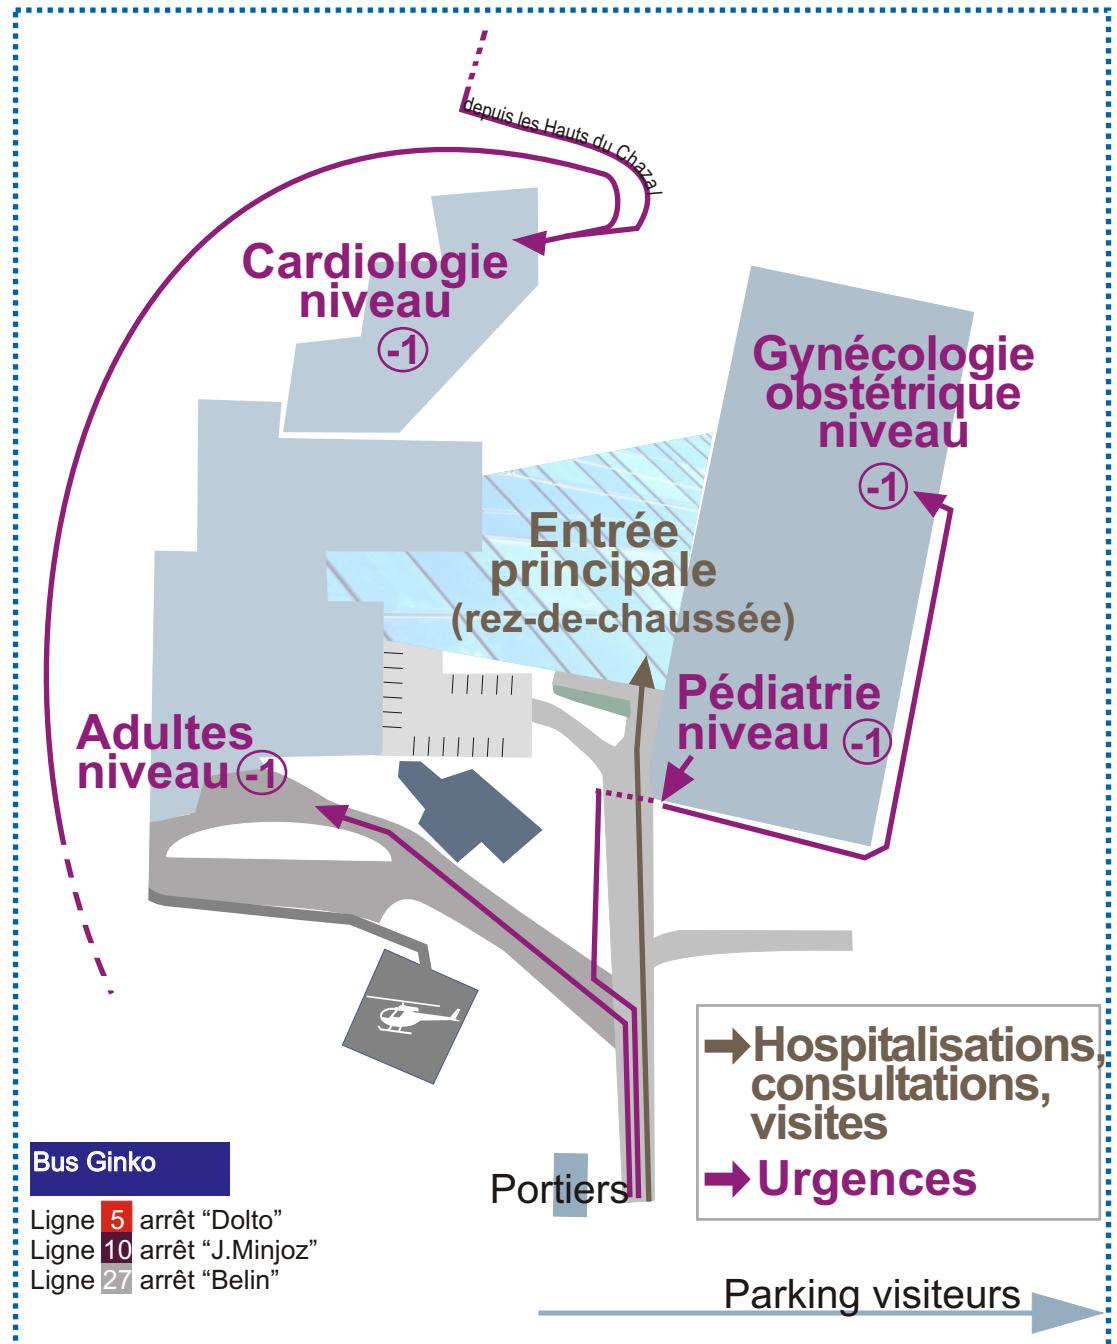 depuis les Hauts du Chazal
Cardiologie
niveau
-1
Gynécologie
obstétrique
niveau
-1
Entrée
principale
(rez-de-chaussée)
Pédiatrie
niveau -1
Adultes
niveau -1
Hospitalisations,
consultations,
visites
Urgences
Portiers
Bus Ginko
Ligne 5 arrêt “Dolto”
Ligne 10 arrêt “J.Minjoz”
Ligne 27 arrêt “Belin”
Parking visiteurs